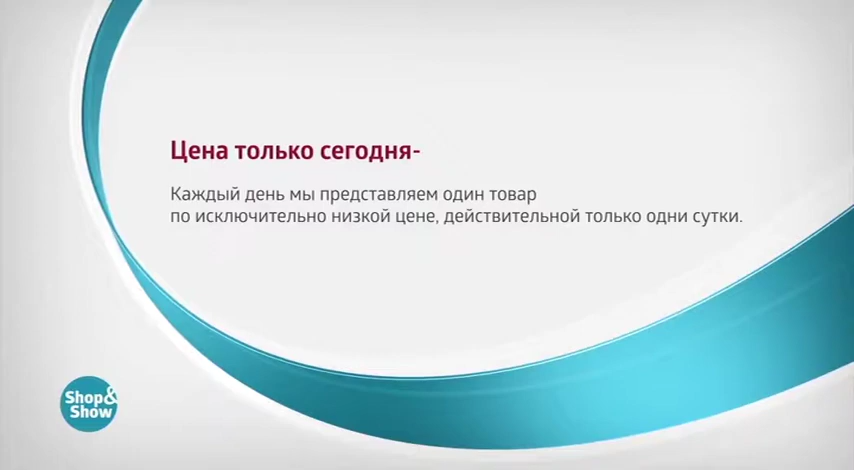 Цена только сегодня-
Каждый день мы представляем один товар
по исключительно низкой цене, действительной только одни сутки.
Shop&
Show